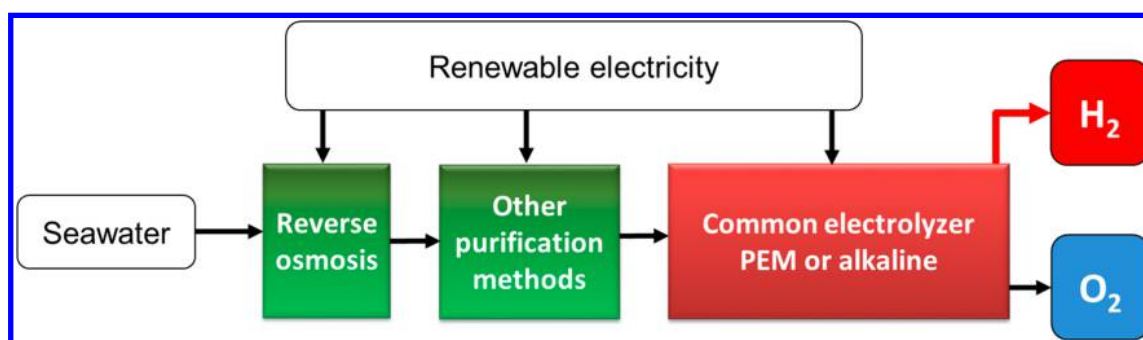 Renewable electricity
Seawater
Reverse
osmosis
Other
purification
methods
Common electrolyzer
PEM or alkaline
H₂
O₂